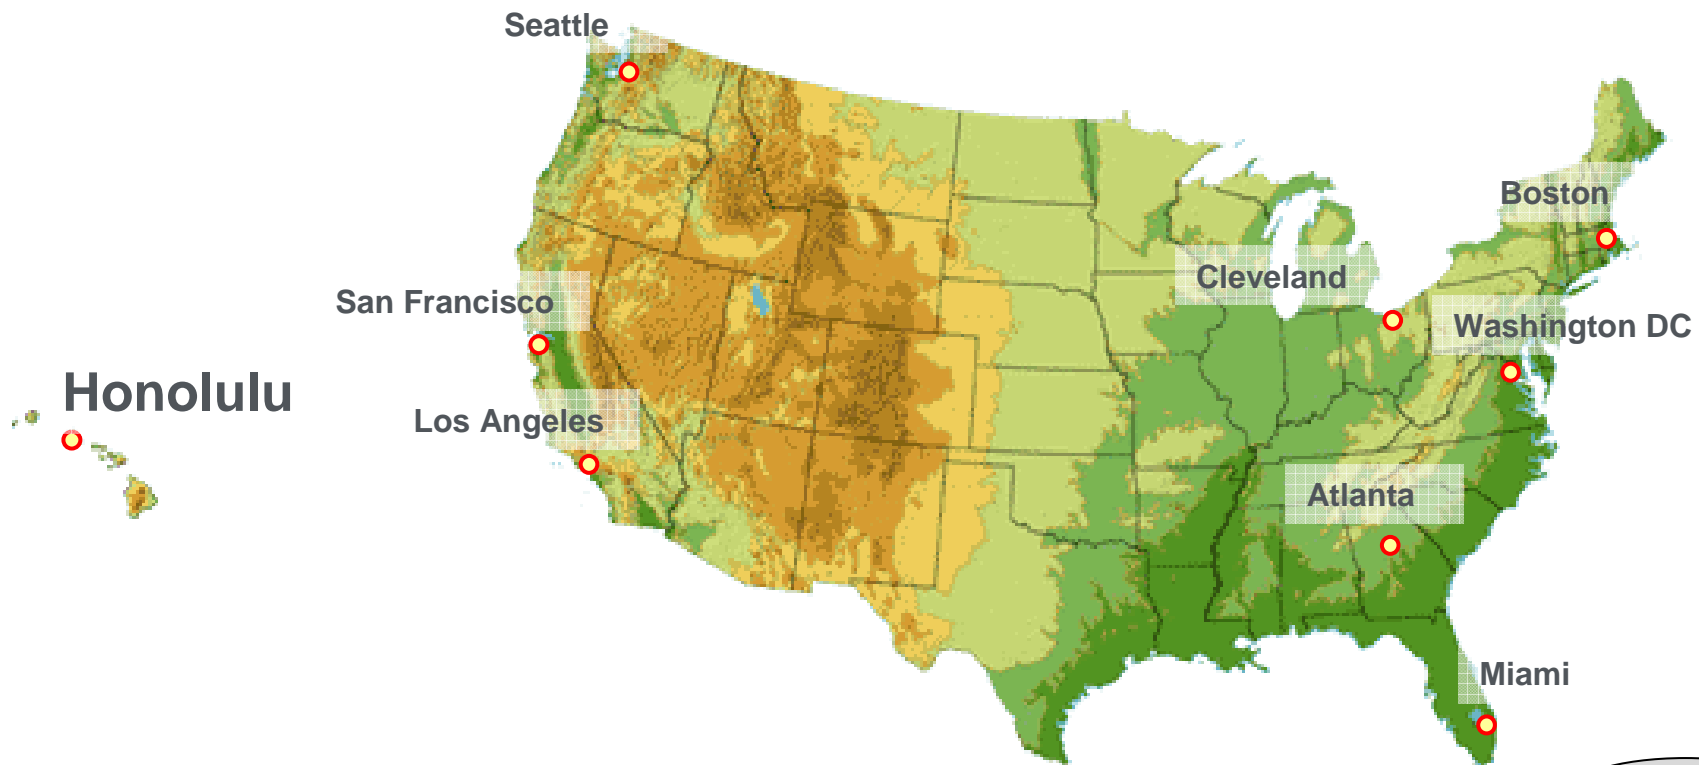 Seattle
Boston
Cleveland
San Francisco
Washington DC
Honolulu
Los Angeles
Atlanta
Miami